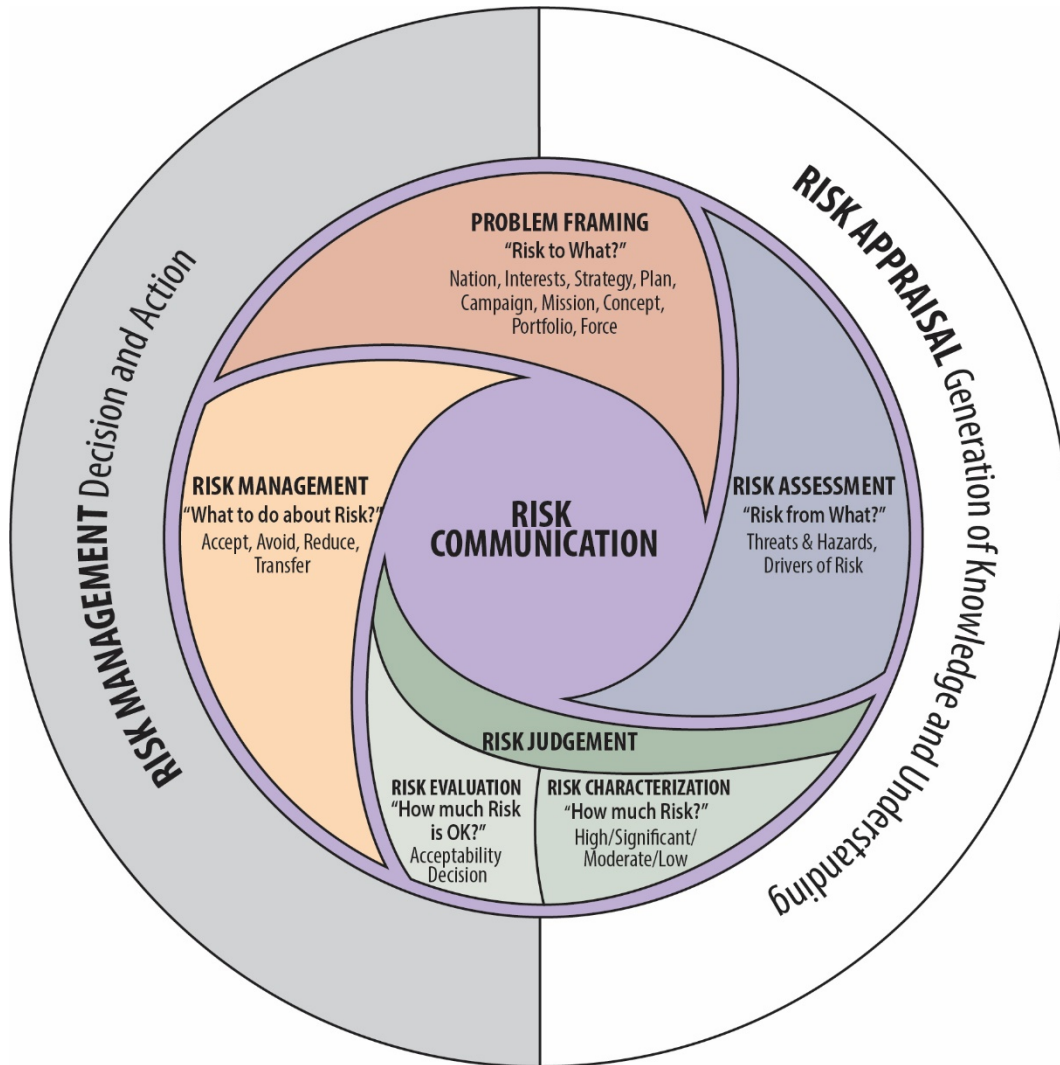 PROBLEM FRAMING
“Risk to What?”
Nation, Interests, Strategy, Plan,
Campaign, Mission, Concept,
Portfolio, Force
RISK APPRAISAL Generation of Knowledge and Understanding
RISK MANAGEMENT Decision and Action
RISK MANAGEMENT
“What to do about Risk?”
Accept, Avoid, Reduce,
Transfer
RISK
COMMUNICATION
RISK ASSESSMENT
“Risk from What?”
Threats & Hazards,
Drivers of Risk
RISK JUDGEMENT
RISK EVALUATION
“How much Risk
is OK?”
Acceptability
Decision
RISK CHARACTERIZATION
“How much Risk?”
High/Significant/
Moderate/Low